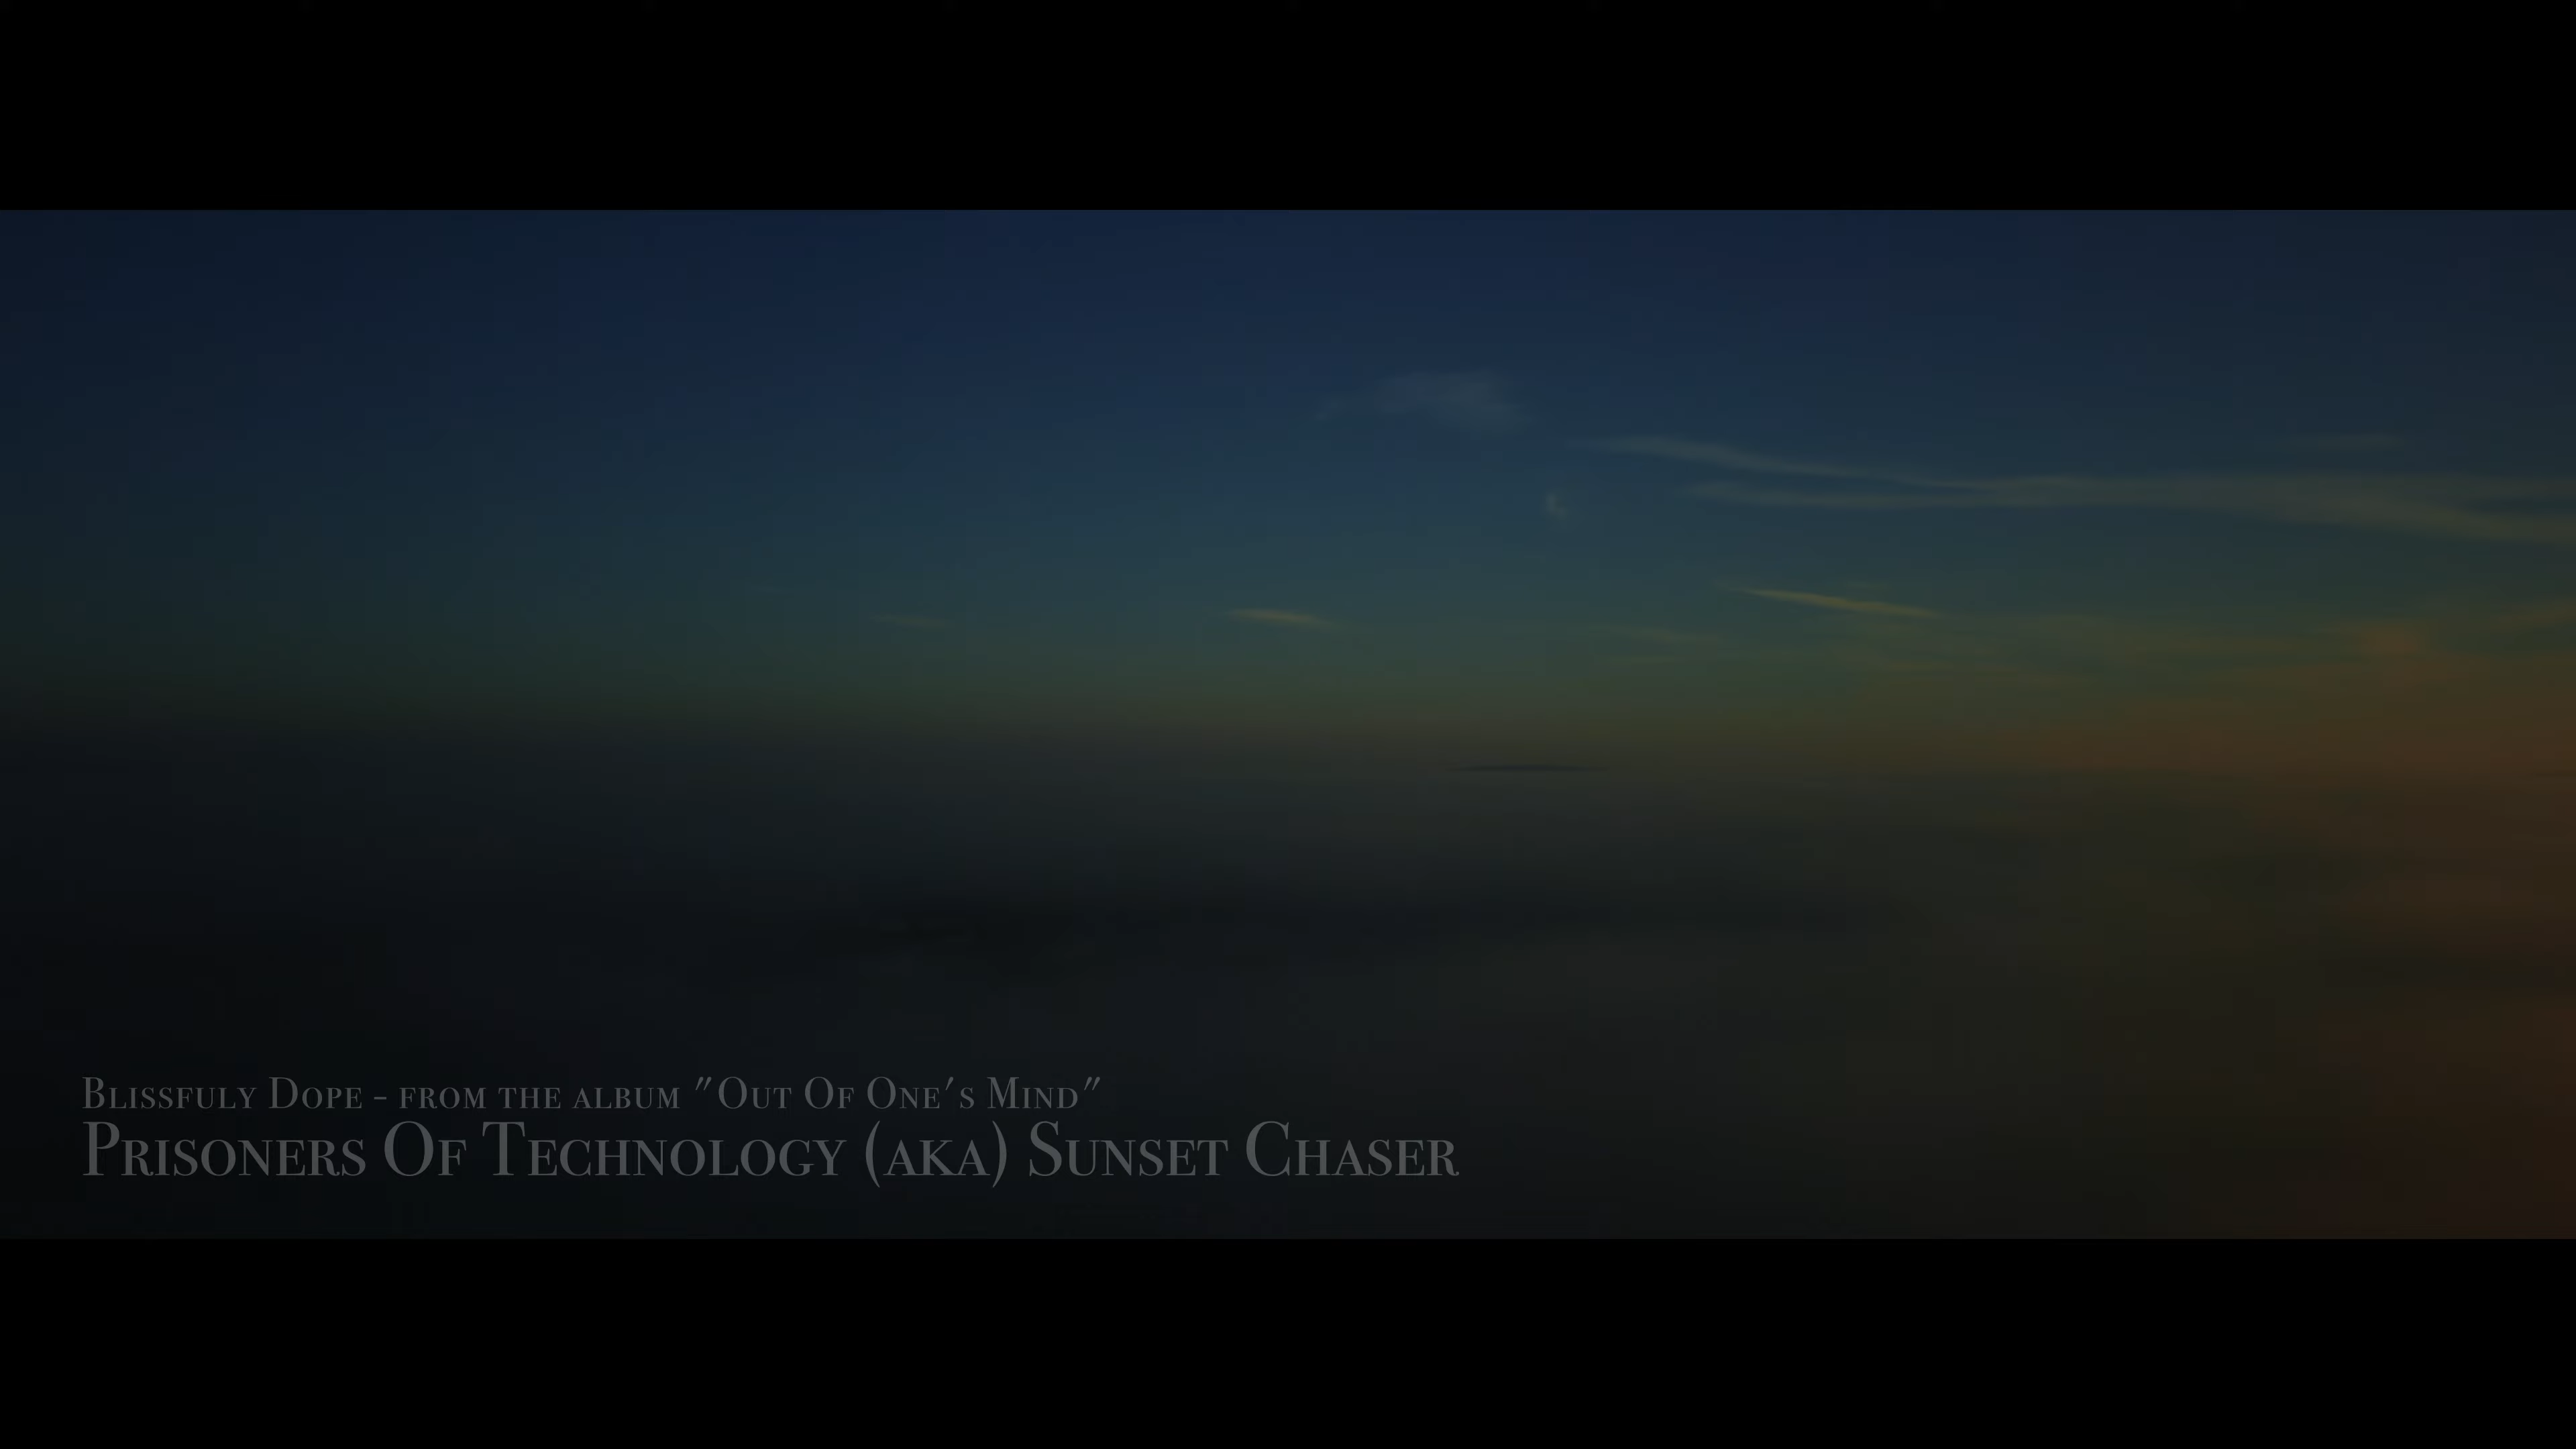 Blissfuly Dope - from the album "Out Of One's Mind"
Prisoners Of Technology (aka) Sunset Chaser